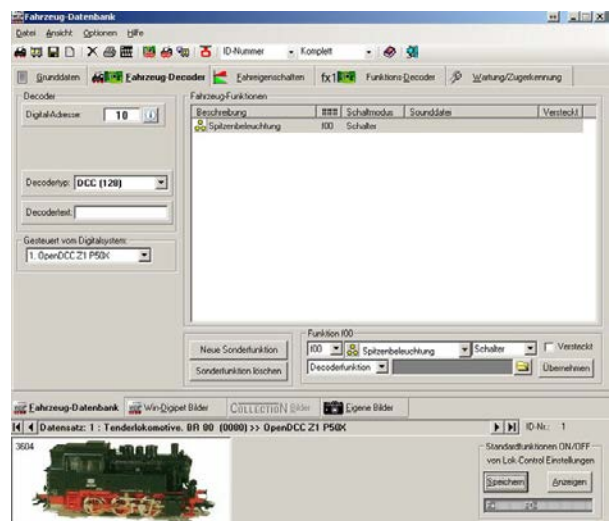 Fahrzeug-Datenbank
Datei Ansicht Optionen Hilfe
ID-Nummer Komplett
Grunddaten Fahrzeug-Decoder Fahreigenschaften fx1 Funktions-Decoder Wartung/Zugerkennung
Decoder
Digital-Adresse: 10
Decodertyp: DCC (128)
Decodertext:
Gesteuert vom Digitalsystem:
1. OpenDCC Z1 P50X
Fahrzeug-Funktionen
Beschreibung ### Schaltmodus Sounddatei Versteckt
Spitzenbeleuchtung f00 Schalter
Neue Sonderfunktion
Sonderfunktion löschen
Funktion f00
f00 Spitzenbeleuchtung Schalter Versteckt
Decoderfunktion Übernehmen
Fahrzeug-Datenbank Win-Digipet Bilder COLLECTION Bilder Eigene Bilder
Datensatz: 1 : Tenderlokomotive. BR 80 (0000) >> OpenDCC Z1 P50X ID-Nr.: 1
3604
Standardfunktionen ON/OFF
von Lok-Control Einstellungen
Speichern Anzeigen